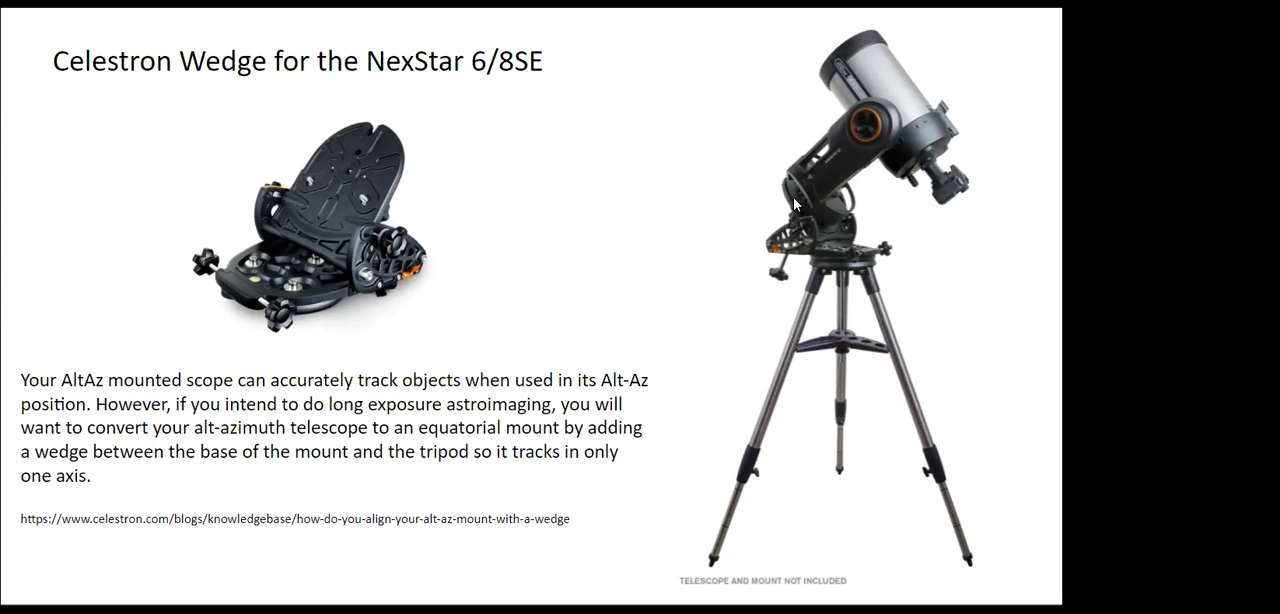 Celestron Wedge for the NexStar 6/8SE
Your AltAz mounted scope can accurately track objects when used in its Alt-Az
position. However, if you intend to do long exposure astroimaging, you will
want to convert your alt-azimuth telescope to an equatorial mount by adding
a wedge between the base of the mount and the tripod so it tracks in only
one axis.
https://www.celestron.com/blogs/knowledgebase/how-do-you-align-your-alt-az-mount-with-a-wedge
TELESCOPE AND MOUNT NOT INCLUDED